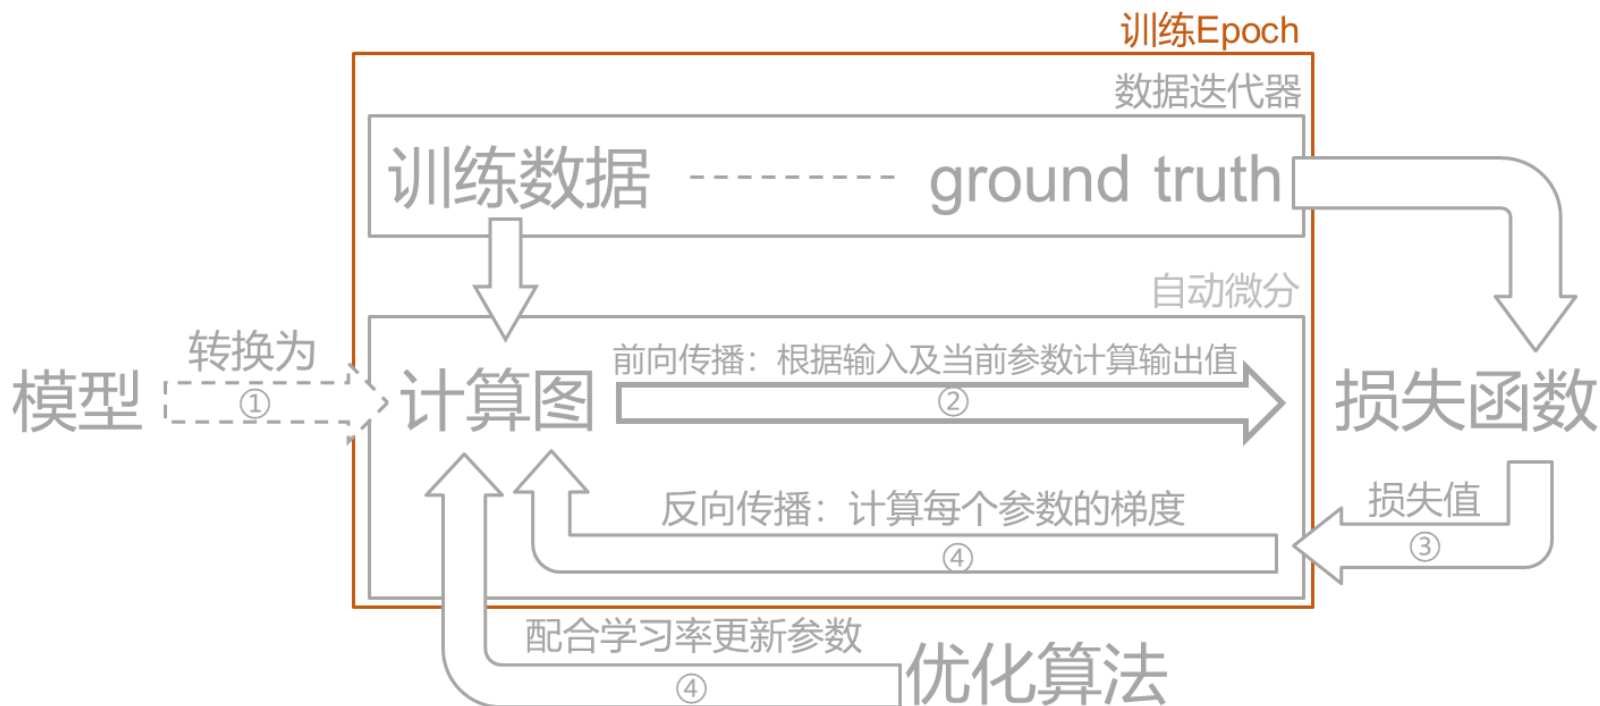 训练Epoch
数据迭代器
训练数据
ground truth
自动微分
转换为
①
模型
计算图
前向传播：根据输入及当前参数计算输出值
②
损失函数
反向传播：计算每个参数的梯度
④
损失值
③
配合学习率更新参数
④
优化算法